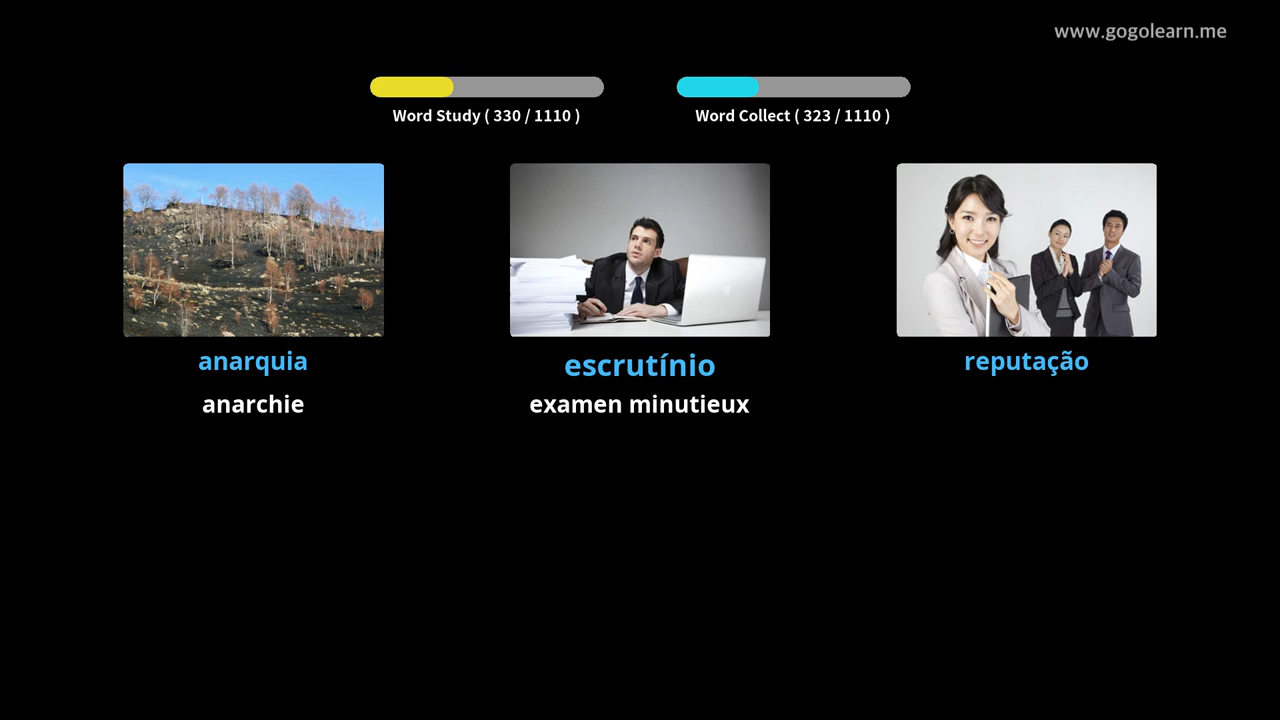 www.gogolearn.me
Word Study ( 330 / 1110 )
Word Collect ( 323 / 1110 )
anarquia
escrutínio
reputação
anarchie
examen minutieux